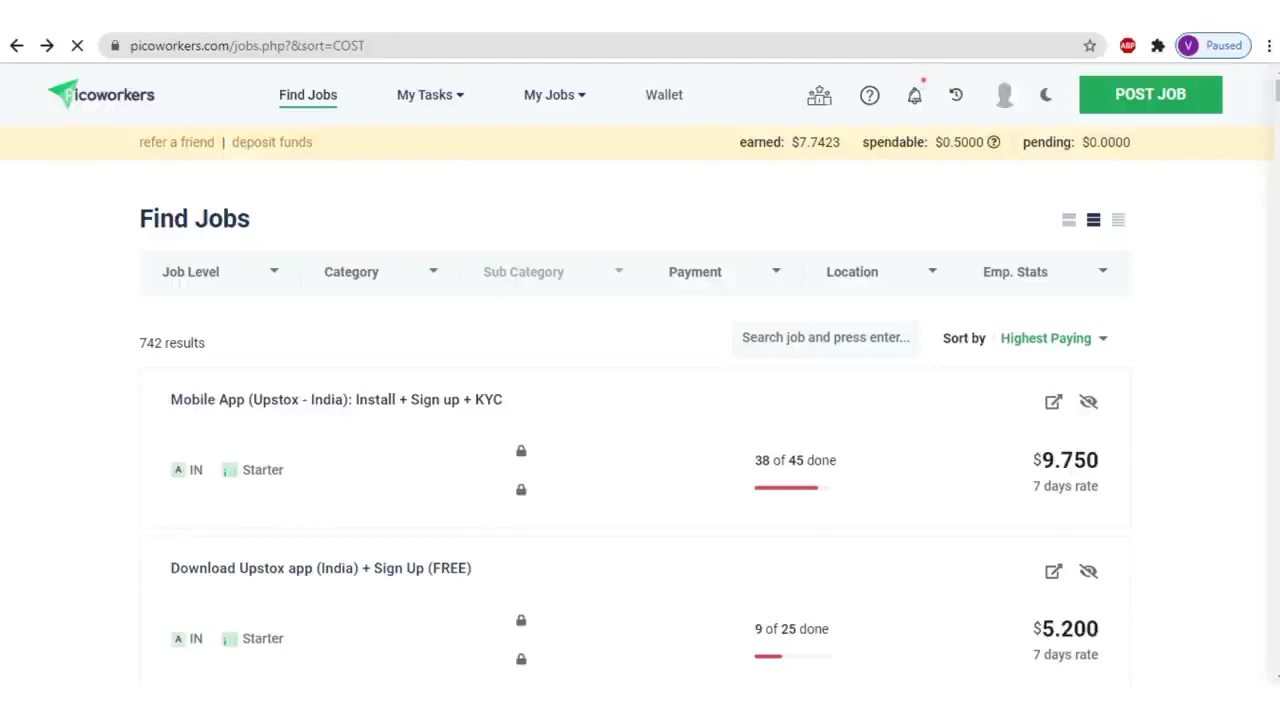 picoworkers.com/jobs.php?&sort=COST
ABP
V Paused
Picoworkers
Find Jobs
My Tasks
My Jobs
Wallet
POST JOB
refer a friend | deposit funds
earned: $7.7423 spendable: $0.5000 pending: $0.0000
Find Jobs
Job Level
Category
Sub Category
Payment
Location
Emp. Stats
742 results
Search job and press enter...
Sort by Highest Paying
Mobile App (Upstox - India): Install + Sign up + KYC
A IN Starter
38 of 45 done
$9.750
7 days rate
Download Upstox app (India) + Sign Up (FREE)
A IN Starter
9 of 25 done
$5.200
7 days rate